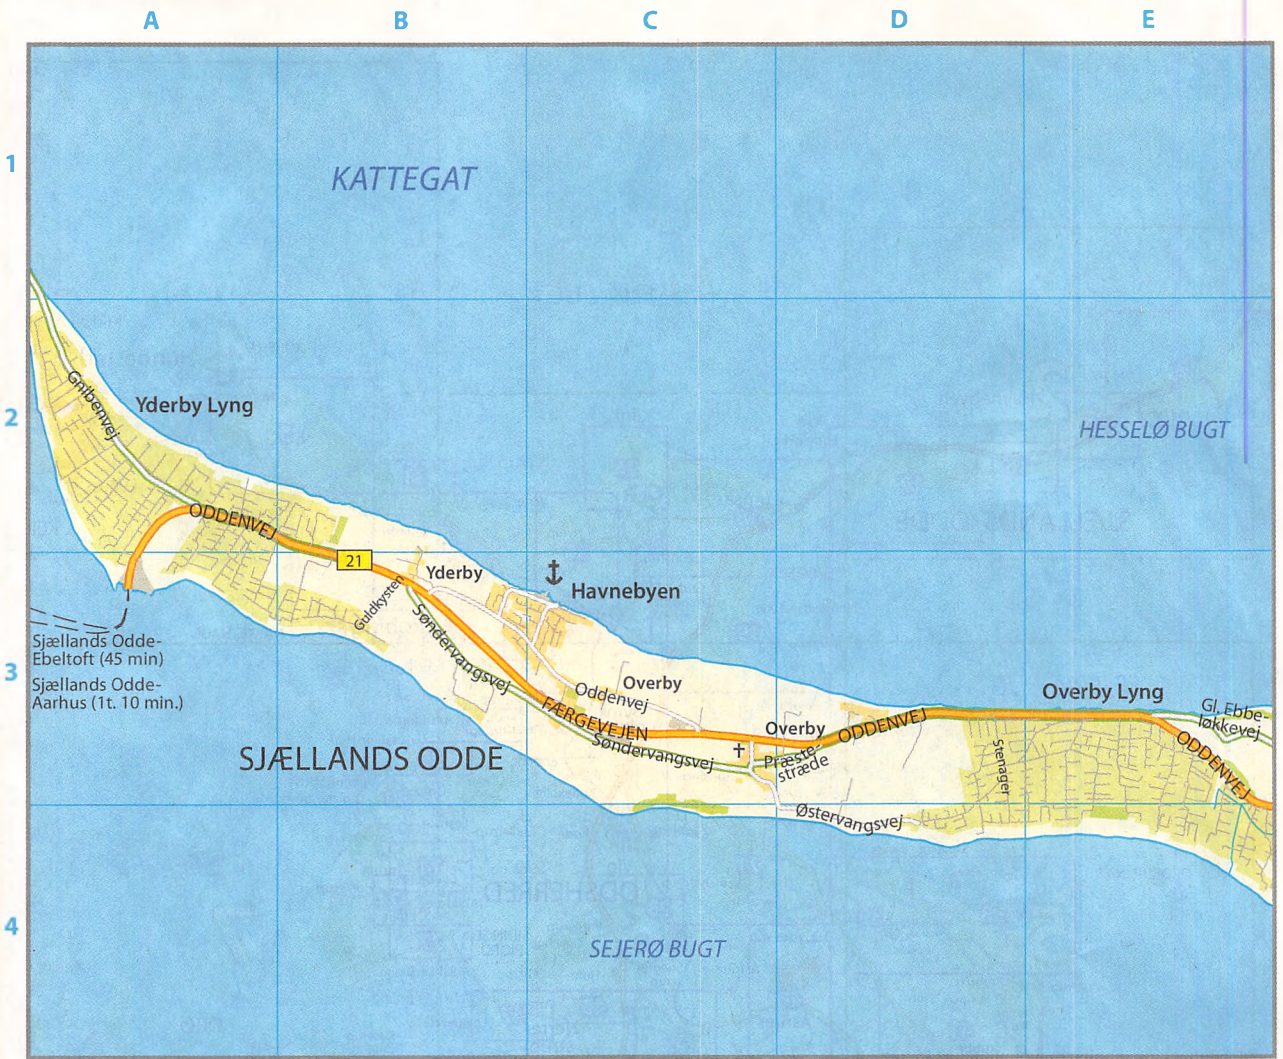 A B C D E
1
KATTEGAT
2
Gnibenvej
Yderby Lyng
HESSELØ BUGT
ODDENVEJ
21
Yderby
Havnebyen
Guldkysten
Søndervangsvej
3
Sjællands Odde-
Ebeltoft (45 min)
Sjællands Odde-
Aarhus (1t. 10 min.)
Overby
Oddenvej
FÆRGEVEJEN
Søndervangsvej
Overby
Præste-
stræde
ODDENVEJ
Overby Lyng
Gl. Ebbe-
løkkevej
ODDENVEJ
Stenager
SJÆLLANDS ODDE
Østervangsvej
4
SEJERØ BUGT